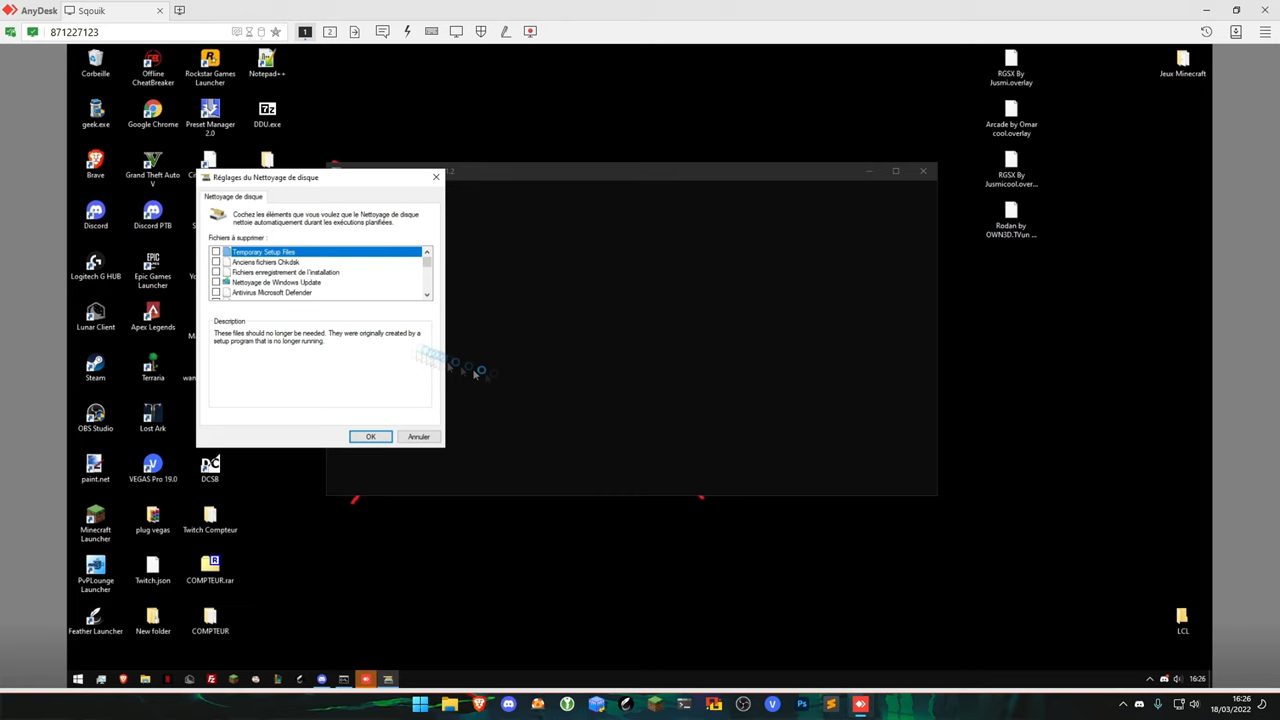 AnyDesk
Sqouik
871227123
1
2
Corbeille
Offline
CheatBreaker
Rockstar Games
Launcher
Notepad++
RGSX By
Jusmi.overlay
Jeux Minecraft
geek.exe
Google Chrome
Preset Manager
2.0
DDU.exe
Arcade by Omar
cool.overlay
Brave
Grand Theft Auto
V
RGSX By
Jusmicool.over...
Discord
Discord PTB
Rodan by
OWN3D.TVun ...
Logitech G HUB
Epic Games
Launcher
Lunar Client
Apex Legends
Steam
Terraria
OBS Studio
Lost Ark
paint.net
VEGAS Pro 19.0
DCSB
Minecraft
Launcher
plug vegas
Twitch Compteur
PvPLounge
Launcher
Twitch.json
COMPTEUR.rar
Feather Launcher
New folder
COMPTEUR
LCL
Réglages du Nettoyage de disque
Nettoyage de disque
Cochez les éléments que vous voulez que le Nettoyage de disque
nettoie automatiquement durant les exécutions planifiées.
Fichiers à supprimer :
Temporary Setup Files
Anciens fichiers Chkdsk
Fichiers enregistrement de l'installation
Nettoyage de Windows Update
Antivirus Microsoft Defender
Description
These files should no longer be needed. They were originally created by a
setup program that is no longer running.
OK
Annuler
16:26
16:26
18/03/2022